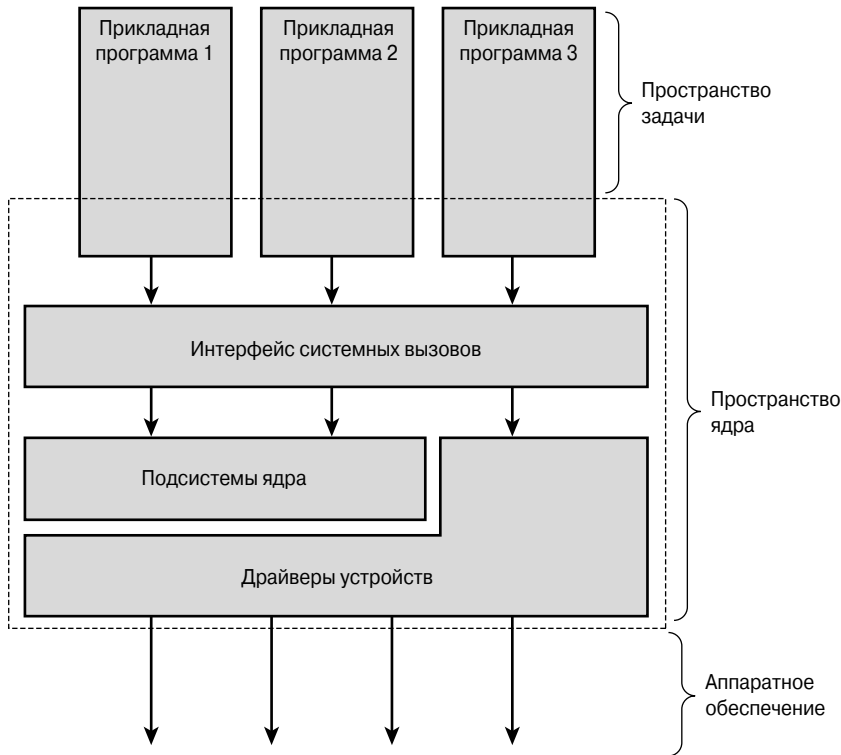 Прикладная
программа 1
Прикладная
программа 2
Прикладная
программа 3
Пространство
задачи
Интерфейс системных вызовов
Пространство
ядра
Подсистемы ядра
Драйверы устройств
Аппаратное
обеспечение